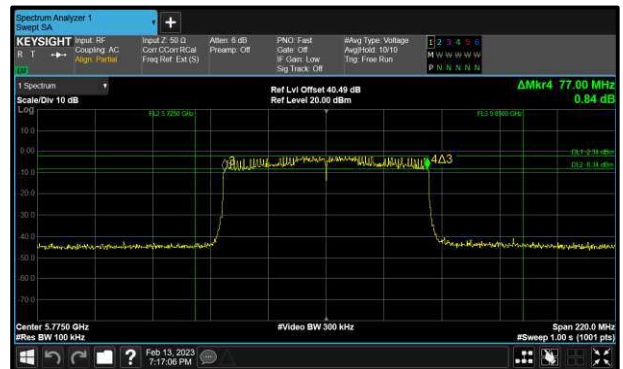 Spectrum Analyzer 1
Swept SA
+
KEYSIGHT
R T
LXI
Input: RF
Coupling: AC
Align: Partial
Input Z: 50 Ω
Corr CCorr RCal
Freq Ref: Ext (S)
Atten: 6 dB
Preamp: Off
PNO: Fast
Gate: Off
IF Gain: Low
Sig Track: Off
#Avg Type: Voltage
Avg|Hold: 10/10
Trig: Free Run
1 2 3 4 5 6
M W W W W W
P N N N N N
1 Spectrum
Scale/Div 10 dB
Log
Ref Lvl Offset 40.49 dB
Ref Level 20.00 dBm
ΔMkr4 77.00 MHz
0.84 dB
10.0
0.00
-10.0
-20.0
-30.0
-40.0
-50.0
-60.0
-70.0
3
4Δ3
Center 5.7750 GHz
#Res BW 100 kHz
#Video BW 300 kHz
Span 220.0 MHz
#Sweep 1.00 s (1001 pts)
?
Feb 13, 2023
7:17:06 PM